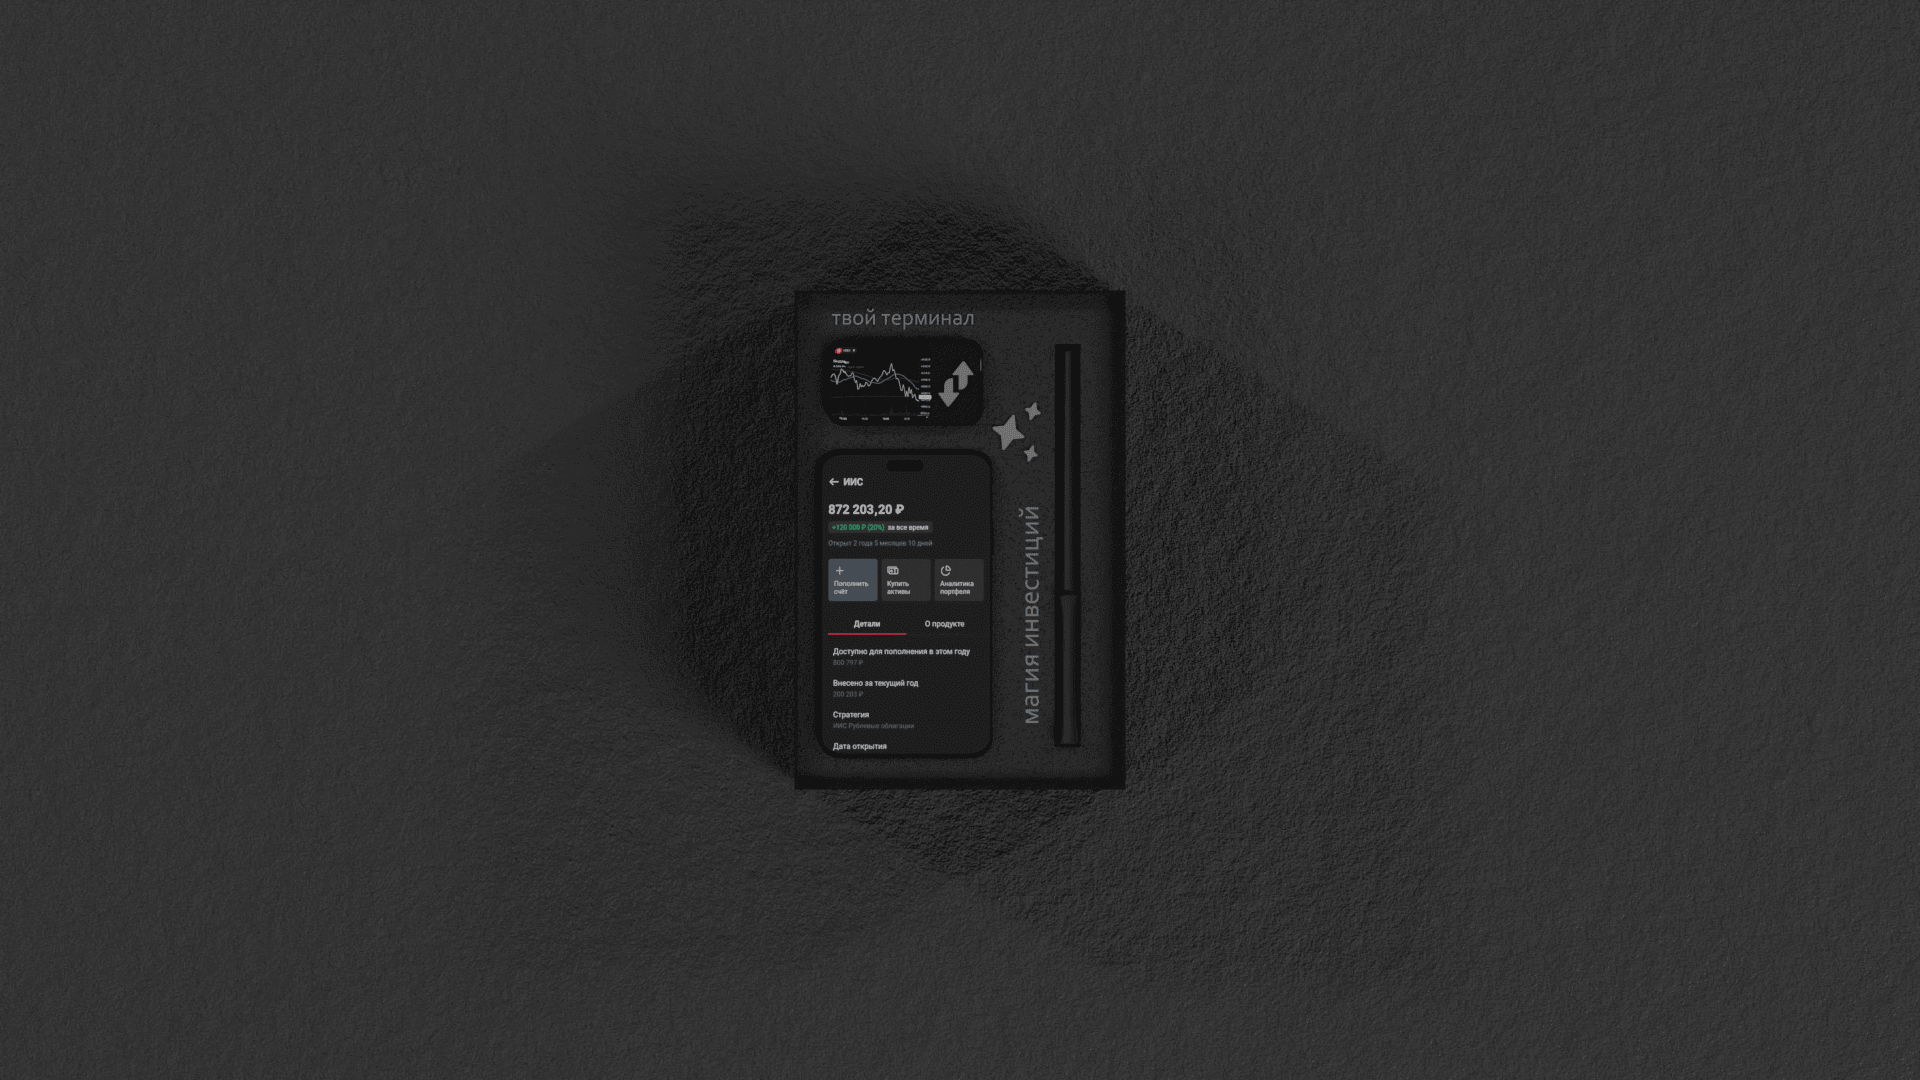 твой терминал
ИИС
872 203,20 ₽
+120 000 ₽ (20%) за все время
Открыт 2 года 5 месяцев 10 дней
Пополнить счёт
Купить активы
Аналитика портфеля
Детали
О продукте
Доступно для пополнения в этом году
800 797 ₽
Внесено за текущий год
200 203 ₽
Стратегия
ИИС Рублевые облигации
Дата открытия
магия инвестиций